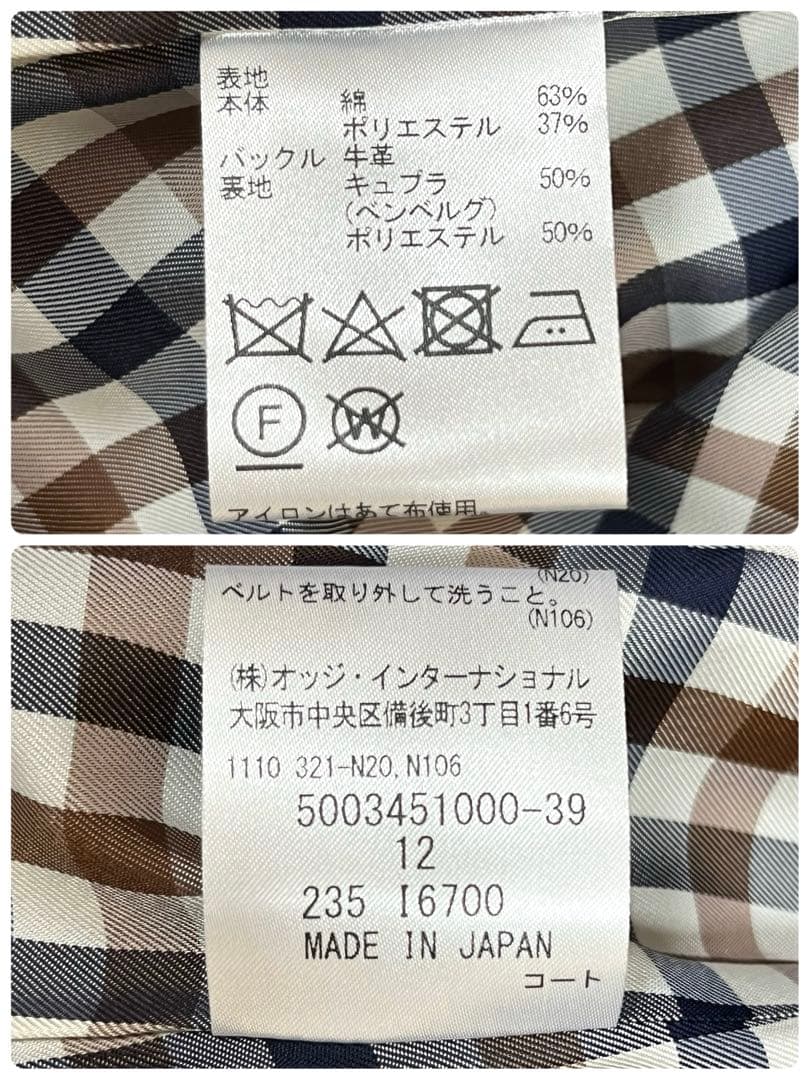 表地
本体 綿 63%
ポリエステル 37%
バックル 牛革
裏地 キュプラ 50%
(ベンベルグ)
ポリエステル 50%
F W
アイロンはあて布使用。
(N20)
ベルトを取り外して洗うこと。
(N106)
(株)オッジ・インターナショナル
大阪市中央区備後町3丁目1番6号
1110 321-N20,N106
5003451000-39
12
235 I6700
MADE IN JAPAN
コート